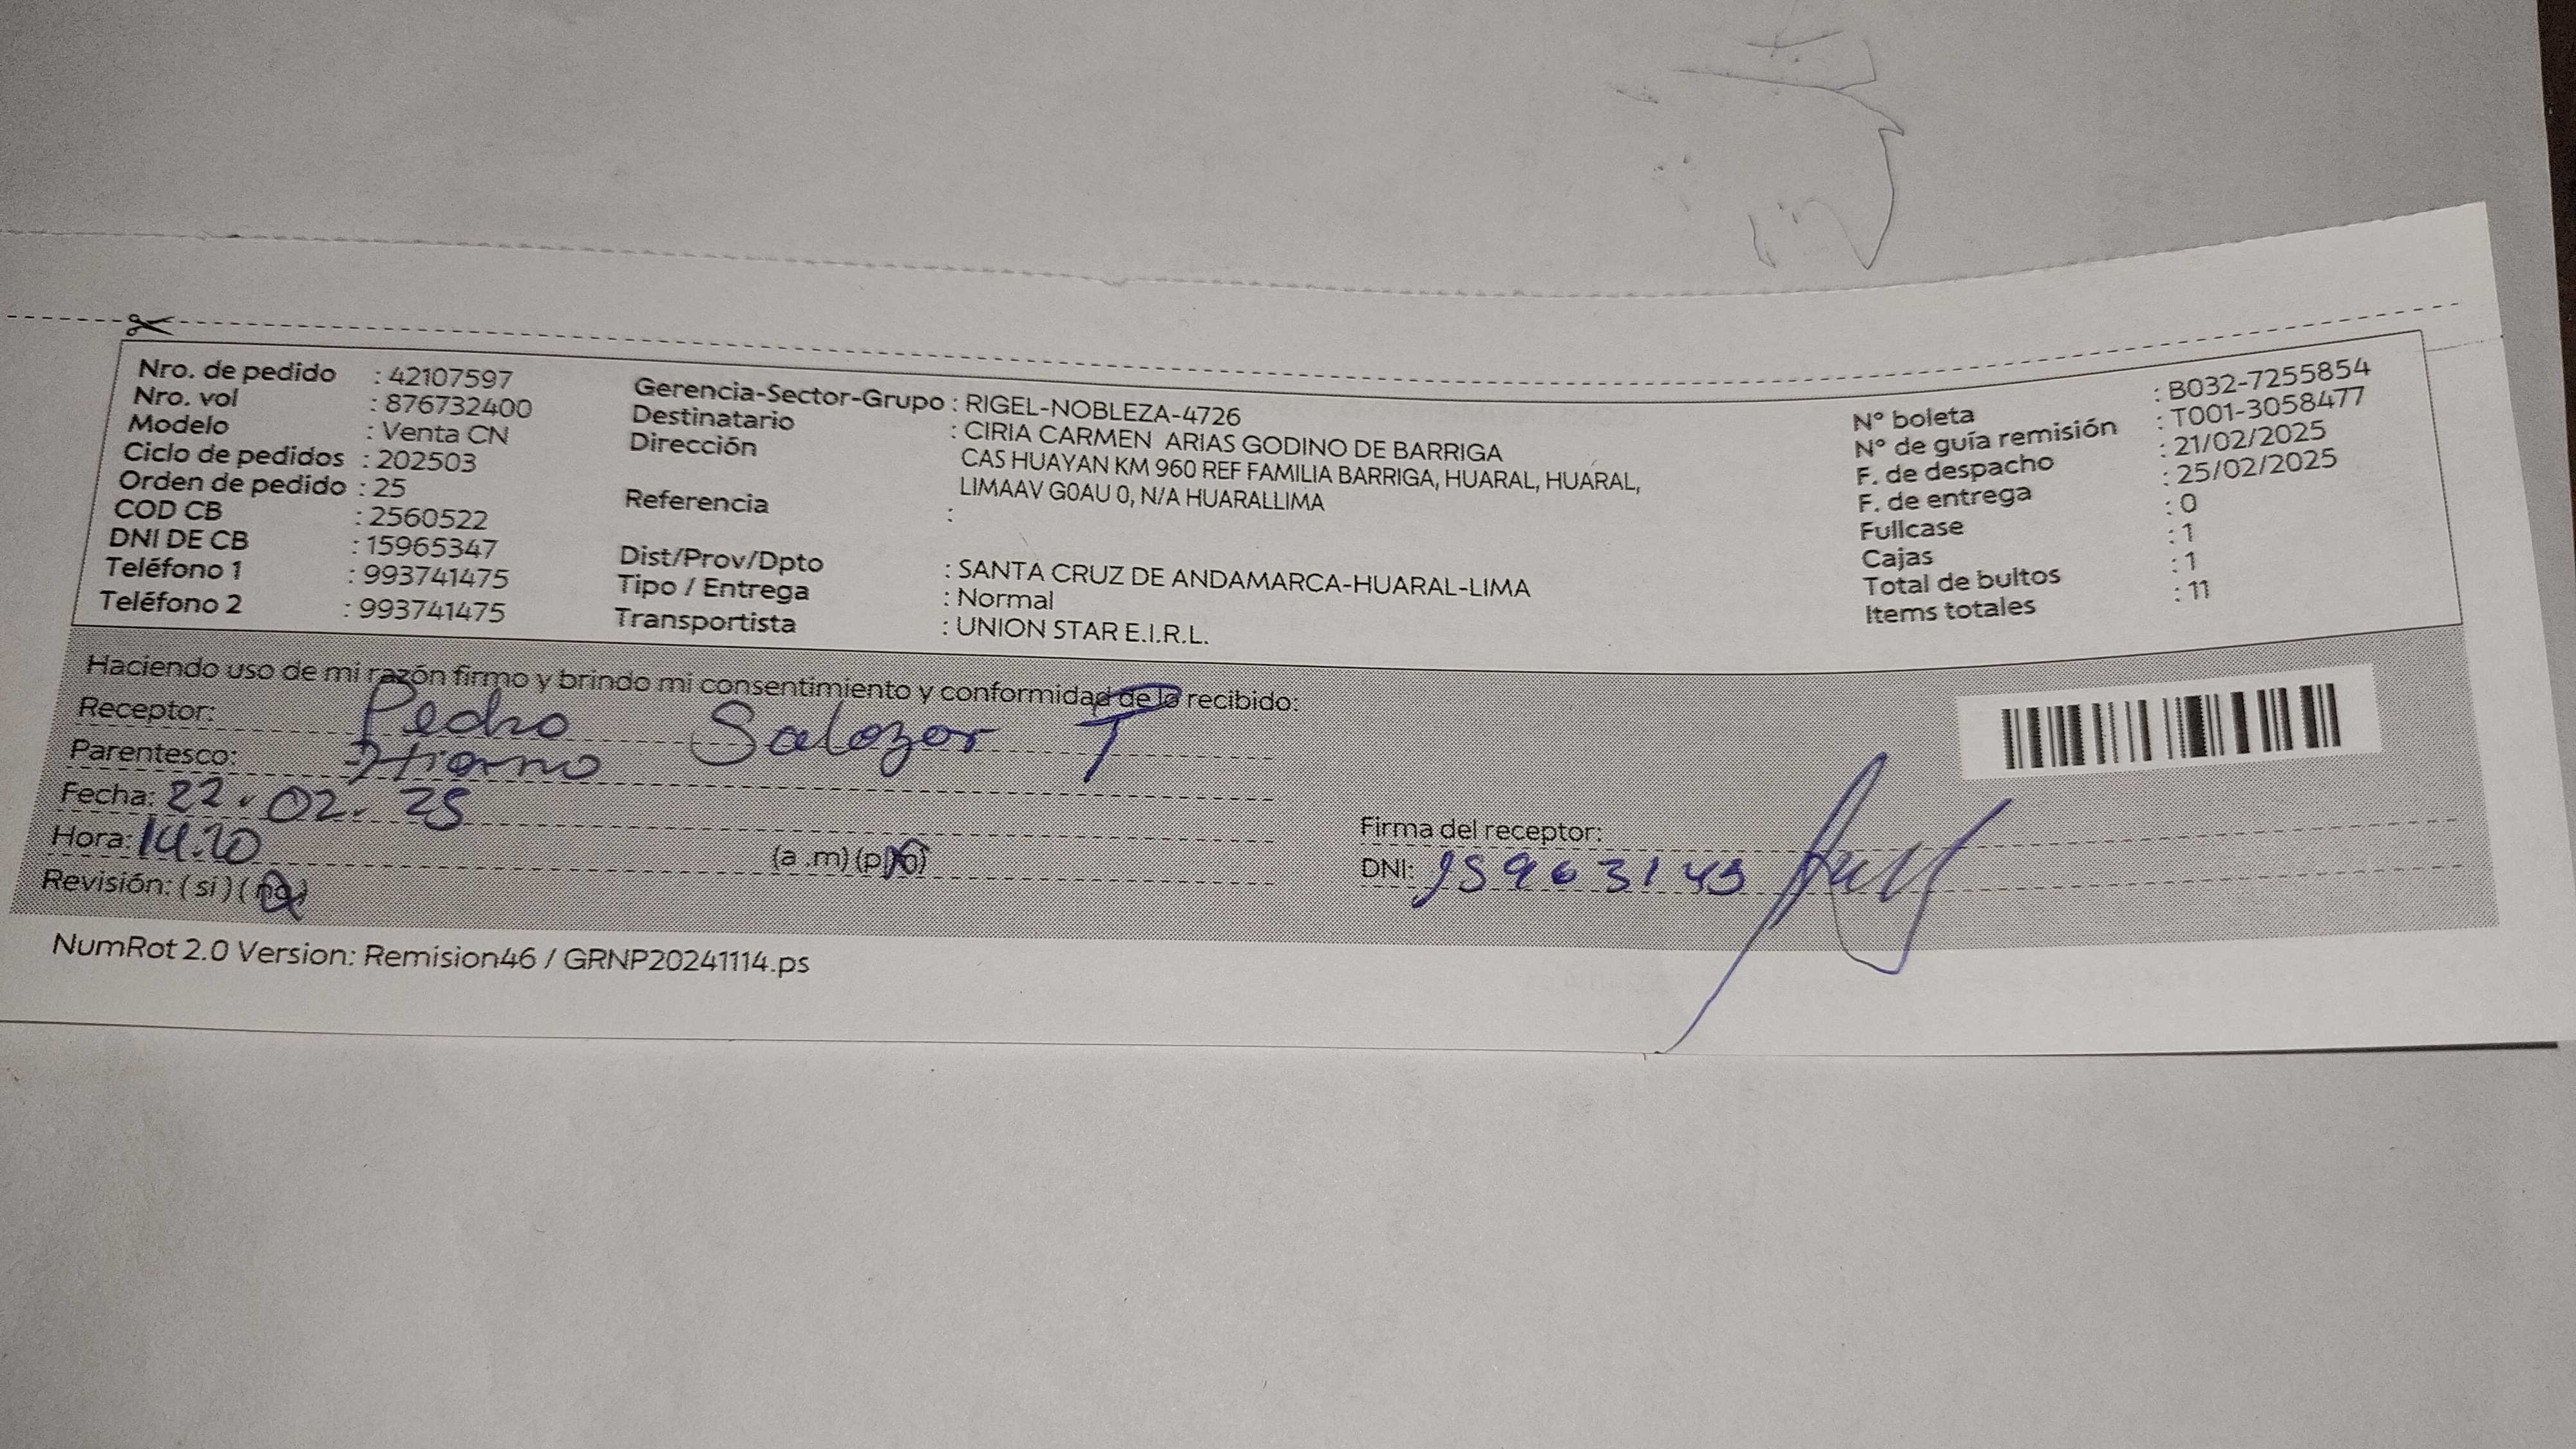 Nro. de pedido : 42107597
Nro. vol : 876732400
Modelo : Venta CN
Ciclo de pedidos : 202503
Orden de pedido : 25
COD CB : 2560522
DNI DE CB : 15965347
Teléfono 1 : 993741475
Teléfono 2 : 993741475
Gerencia-Sector-Grupo : RIGEL-NOBLEZA-4726
Destinatario : CIRIA CARMEN ARIAS GODINO DE BARRIGA
Dirección CAS HUAYAN KM 960 REF FAMILIA BARRIGA, HUARAL, HUARAL,
LIMAAV G0AU 0, N/A HUARALLIMA
Referencia :
Dist/Prov/Dpto : SANTA CRUZ DE ANDAMARCA-HUARAL-LIMA
Tipo / Entrega : Normal
Transportista : UNION STAR E.I.R.L.
N° boleta : B032-7255854
N° de guía remisión : T001-3058477
F. de despacho : 21/02/2025
F. de entrega : 25/02/2025
Fullcase : 0
Cajas : 1
Total de bultos : 1
Items totales : 11
Haciendo uso de mi razón firmo y brindo mi consentimiento y conformidad de lo recibido:
Receptor: Pedro Salazar T
Parentesco:
Fecha: 22.02.25
Hora: 14.20 (a .m) (p.m)
Revisión: ( si ) ( no )
Firma del receptor:
DNI: 15963143
NumRot 2.0 Version: Remision46 / GRNP20241114.ps